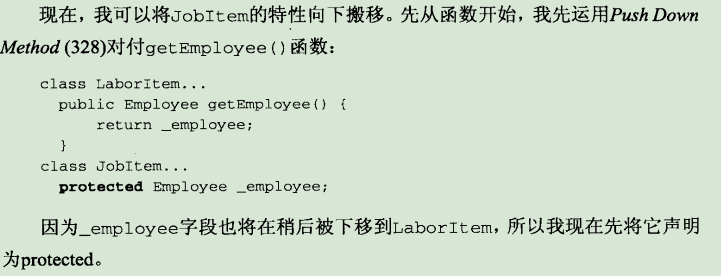 现在，我可以将JobItem的特性向下搬移。先从函数开始，我先运用Push Down
Method (328)对付getEmployee()函数：
class LaborItem...
public Employee getEmployee() {
return _employee;
}
class JobItem...
protected Employee _employee;
因为_employee字段也将在稍后被下移到LaborItem，所以我现在先将它声明
为protected。